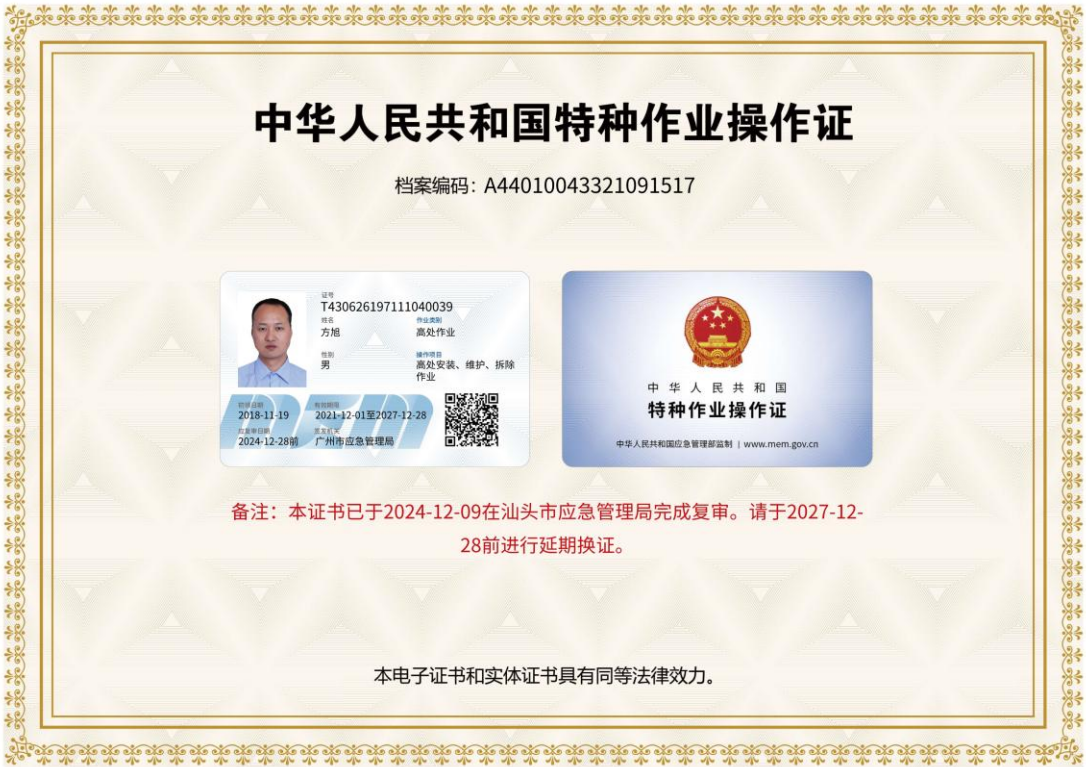 中华人民共和国特种作业操作证
档案编码：A44010043321091517
证号
T430626197111040039
姓名
方旭
作业类别
高处作业
性别
男
操作项目
高处安装、维护、拆除
作业
初领日期
2018-11-19
有效期限
2021-12-01至2027-12-28
应复审日期
2024-12-28前
签发机关
广州市应急管理局
中华人民共和国
特种作业操作证
中华人民共和国应急管理部监制 | www.mem.gov.cn
备注：本证书已于2024-12-09在汕头市应急管理局完成复审。请于2027-12-
28前进行延期换证。
本电子证书和实体证书具有同等法律效力。